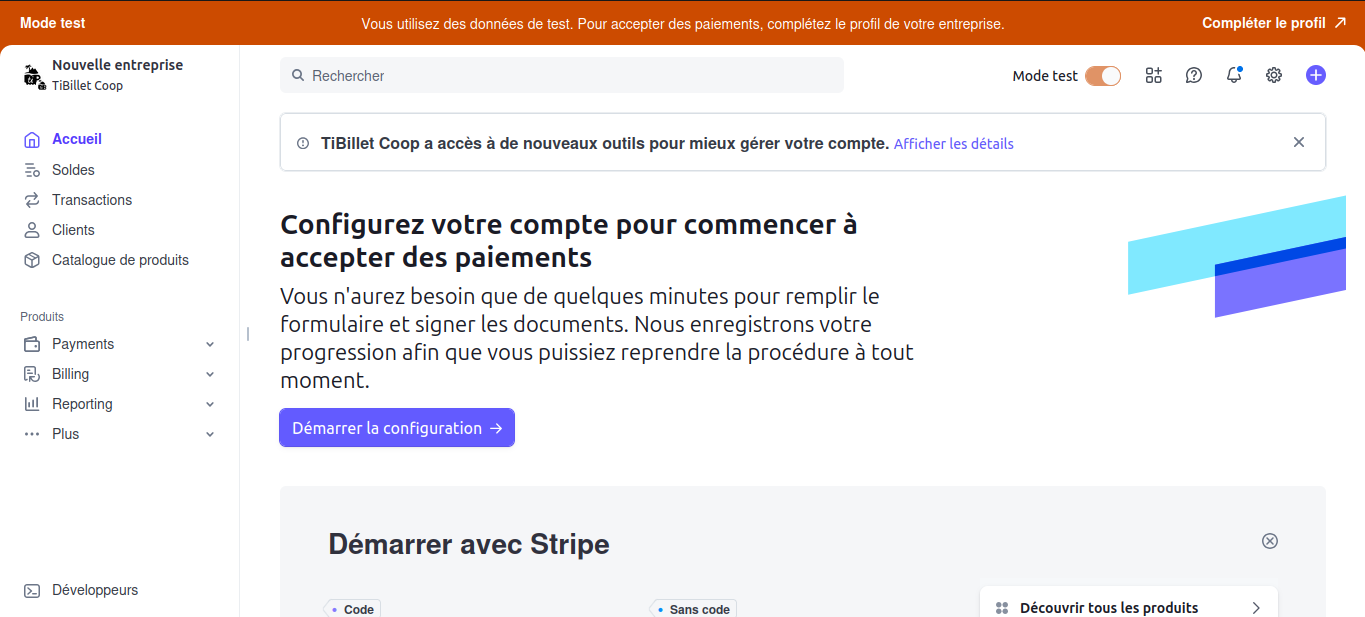 Mode test
Vous utilisez des données de test. Pour accepter des paiements, complétez le profil de votre entreprise.
Compléter le profil
Nouvelle entreprise
TiBillet Coop
Rechercher
Mode test
Accueil
Soldes
Transactions
Clients
Catalogue de produits
Produits
Payments
Billing
Reporting
Plus
Développeurs
TiBillet Coop a accès à de nouveaux outils pour mieux gérer votre compte. Afficher les détails
Configurez votre compte pour commencer à
accepter des paiements
Vous n'aurez besoin que de quelques minutes pour remplir le
formulaire et signer les documents. Nous enregistrons votre
progression afin que vous puissiez reprendre la procédure à tout
moment.
Démarrer la configuration
Démarrer avec Stripe
Code
Sans code
Découvrir tous les produits